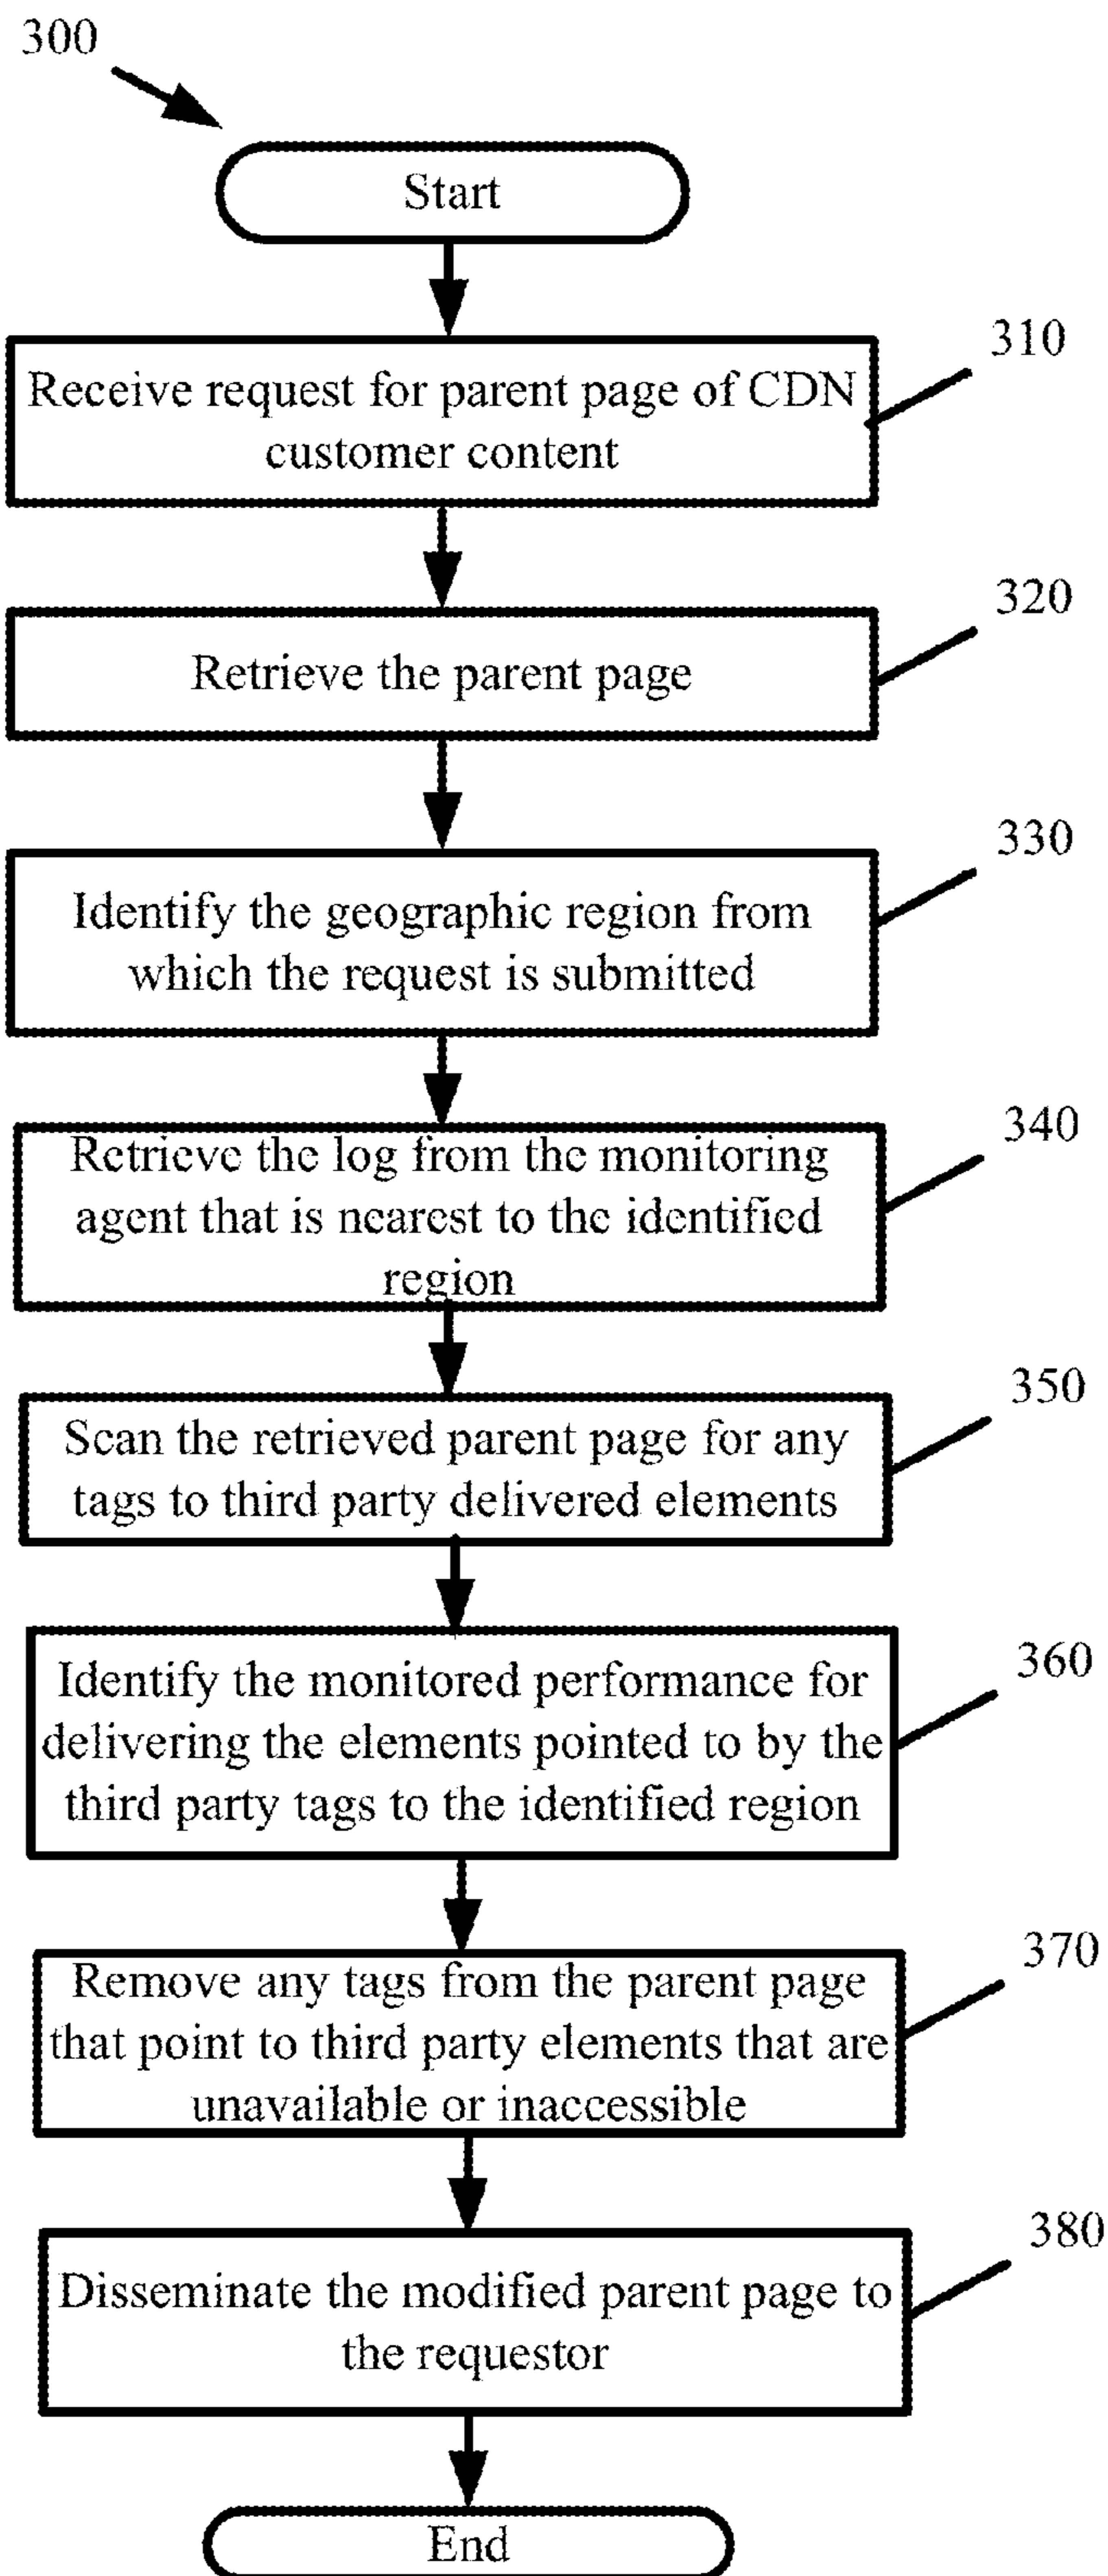 300
Start
310
Receive request for parent page of CDN
customer content
320
Retrieve the parent page
330
Identify the geographic region from
which the request is submitted
340
Retrieve the log from the monitoring
agent that is nearest to the identified
region
350
Scan the retrieved parent page for any
tags to third party delivered elements
360
Identify the monitored performance for
delivering the elements pointed to by the
third party tags to the identified region
370
Remove any tags from the parent page
that point to third party elements that are
unavailable or inaccessible
380
Disseminate the modified parent page to
the requestor
End